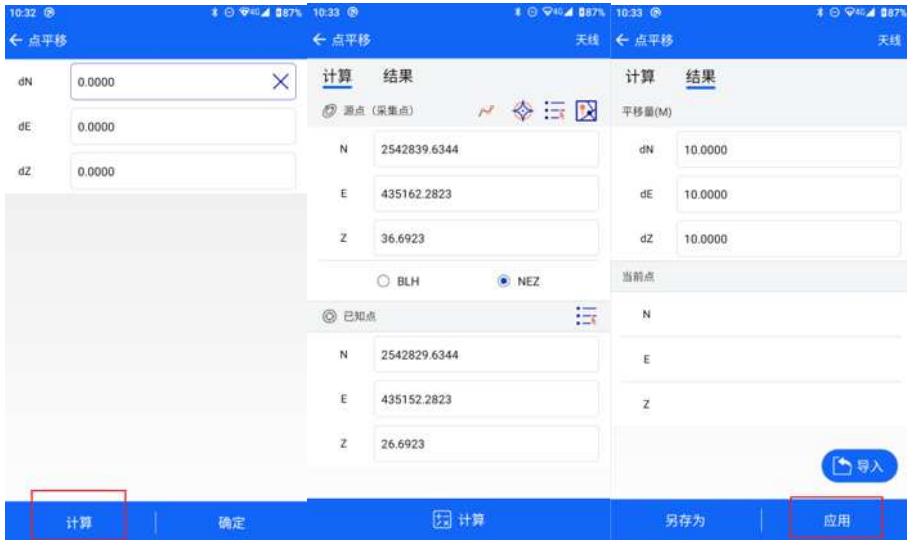 10:32 4G 87%
← 点平移
dN 0.0000
dE 0.0000
dZ 0.0000
计算 确定
10:33 4G 87%
← 点平移 天线
计算 结果
源点（采集点）
N 2542839.6344
E 435162.2823
Z 36.6923
BLH NEZ
已知点
N 2542829.6344
E 435152.2823
Z 26.6923
计算
10:33 4G 87%
← 点平移 天线
计算 结果
平移量(M)
dN 10.0000
dE 10.0000
dZ 10.0000
当前点
N
E
Z
导入
另存为 应用